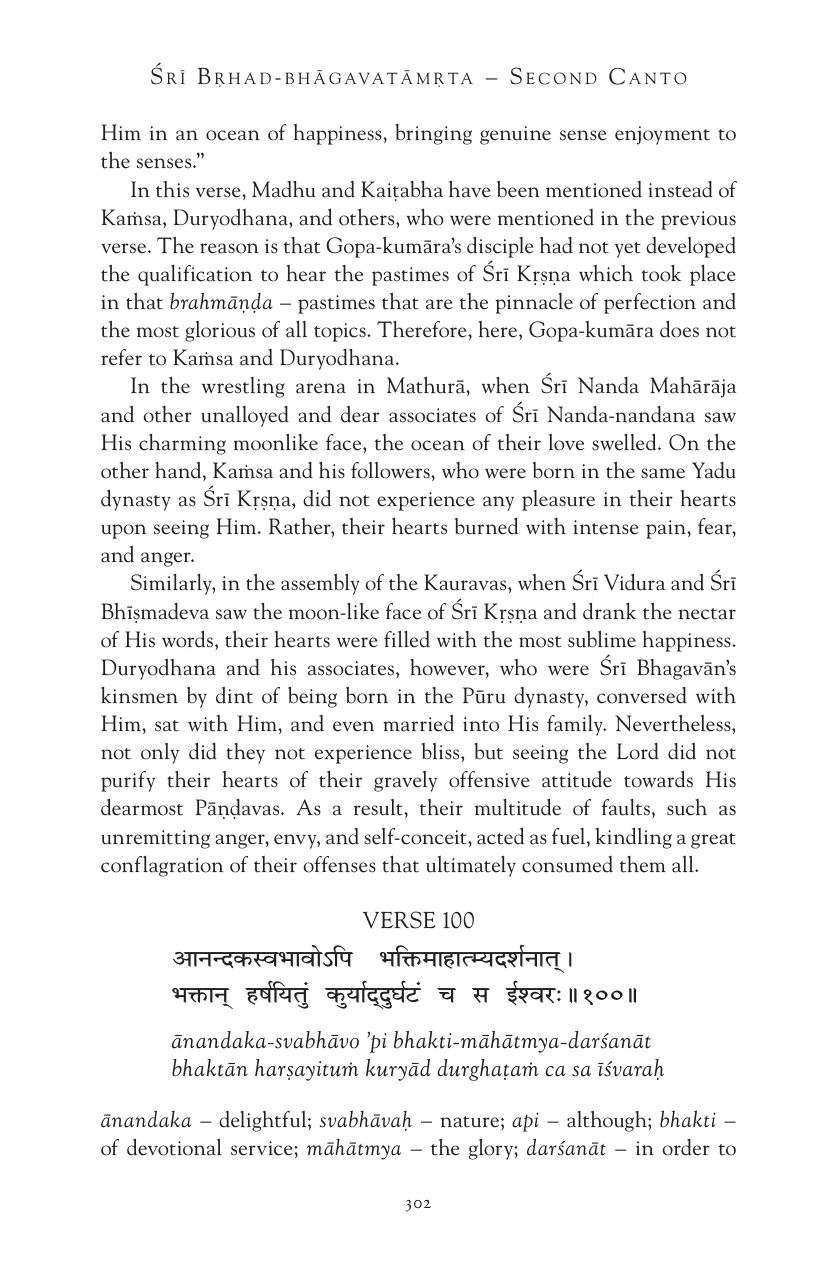 Śrī Bṛhad-bhāgavatāmṛta – Second Canto
Him in an ocean of happiness, bringing genuine sense enjoyment to
the senses.”
In this verse, Madhu and Kaiṭabha have been mentioned instead of
Kaṁsa, Duryodhana, and others, who were mentioned in the previous
verse. The reason is that Gopa-kumāra’s disciple had not yet developed
the qualification to hear the pastimes of Śrī Kṛṣṇa which took place
in that brahmāṇḍa – pastimes that are the pinnacle of perfection and
the most glorious of all topics. Therefore, here, Gopa-kumāra does not
refer to Kaṁsa and Duryodhana.
In the wrestling arena in Mathurā, when Śrī Nanda Mahārāja
and other unalloyed and dear associates of Śrī Nanda-nandana saw
His charming moonlike face, the ocean of their love swelled. On the
other hand, Kaṁsa and his followers, who were born in the same Yadu
dynasty as Śrī Kṛṣṇa, did not experience any pleasure in their hearts
upon seeing Him. Rather, their hearts burned with intense pain, fear,
and anger.
Similarly, in the assembly of the Kauravas, when Śrī Vidura and Śrī
Bhīṣmadeva saw the moon-like face of Śrī Kṛṣṇa and drank the nectar
of His words, their hearts were filled with the most sublime happiness.
Duryodhana and his associates, however, who were Śrī Bhagavān’s
kinsmen by dint of being born in the Pūru dynasty, conversed with
Him, sat with Him, and even married into His family. Nevertheless,
not only did they not experience bliss, but seeing the Lord did not
purify their hearts of their gravely offensive attitude towards His
dearmost Pāṇḍavas. As a result, their multitude of faults, such as
unremitting anger, envy, and self-conceit, acted as fuel, kindling a great
conflagration of their offenses that ultimately consumed them all.
VERSE 100
आनन्दकस्वभावोऽपि भक्तिमाहात्म्यदर्शनात् ।
भक्तान् हर्षयितुं कुर्याद्दुर्घटं च स ईश्वरः ॥१००॥
ānandaka-svabhāvo ’pi bhakti-māhātmya-darśanāt
bhaktān harṣayituṁ kuryād durghaṭaṁ ca sa īśvaraḥ
ānandaka – delightful; svabhāvaḥ – nature; api – although; bhakti –
of devotional service; māhātmya – the glory; darśanāt – in order to
302